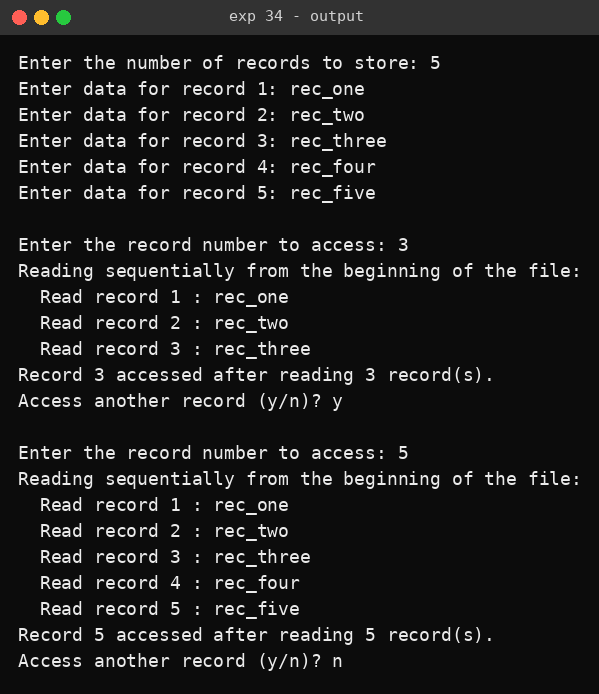 exp 34 - output
Enter the number of records to store: 5
Enter data for record 1: rec_one
Enter data for record 2: rec_two
Enter data for record 3: rec_three
Enter data for record 4: rec_four
Enter data for record 5: rec_five

Enter the record number to access: 3
Reading sequentially from the beginning of the file:
  Read record 1 : rec_one
  Read record 2 : rec_two
  Read record 3 : rec_three
Record 3 accessed after reading 3 record(s).
Access another record (y/n)? y

Enter the record number to access: 5
Reading sequentially from the beginning of the file:
  Read record 1 : rec_one
  Read record 2 : rec_two
  Read record 3 : rec_three
  Read record 4 : rec_four
  Read record 5 : rec_five
Record 5 accessed after reading 5 record(s).
Access another record (y/n)? n